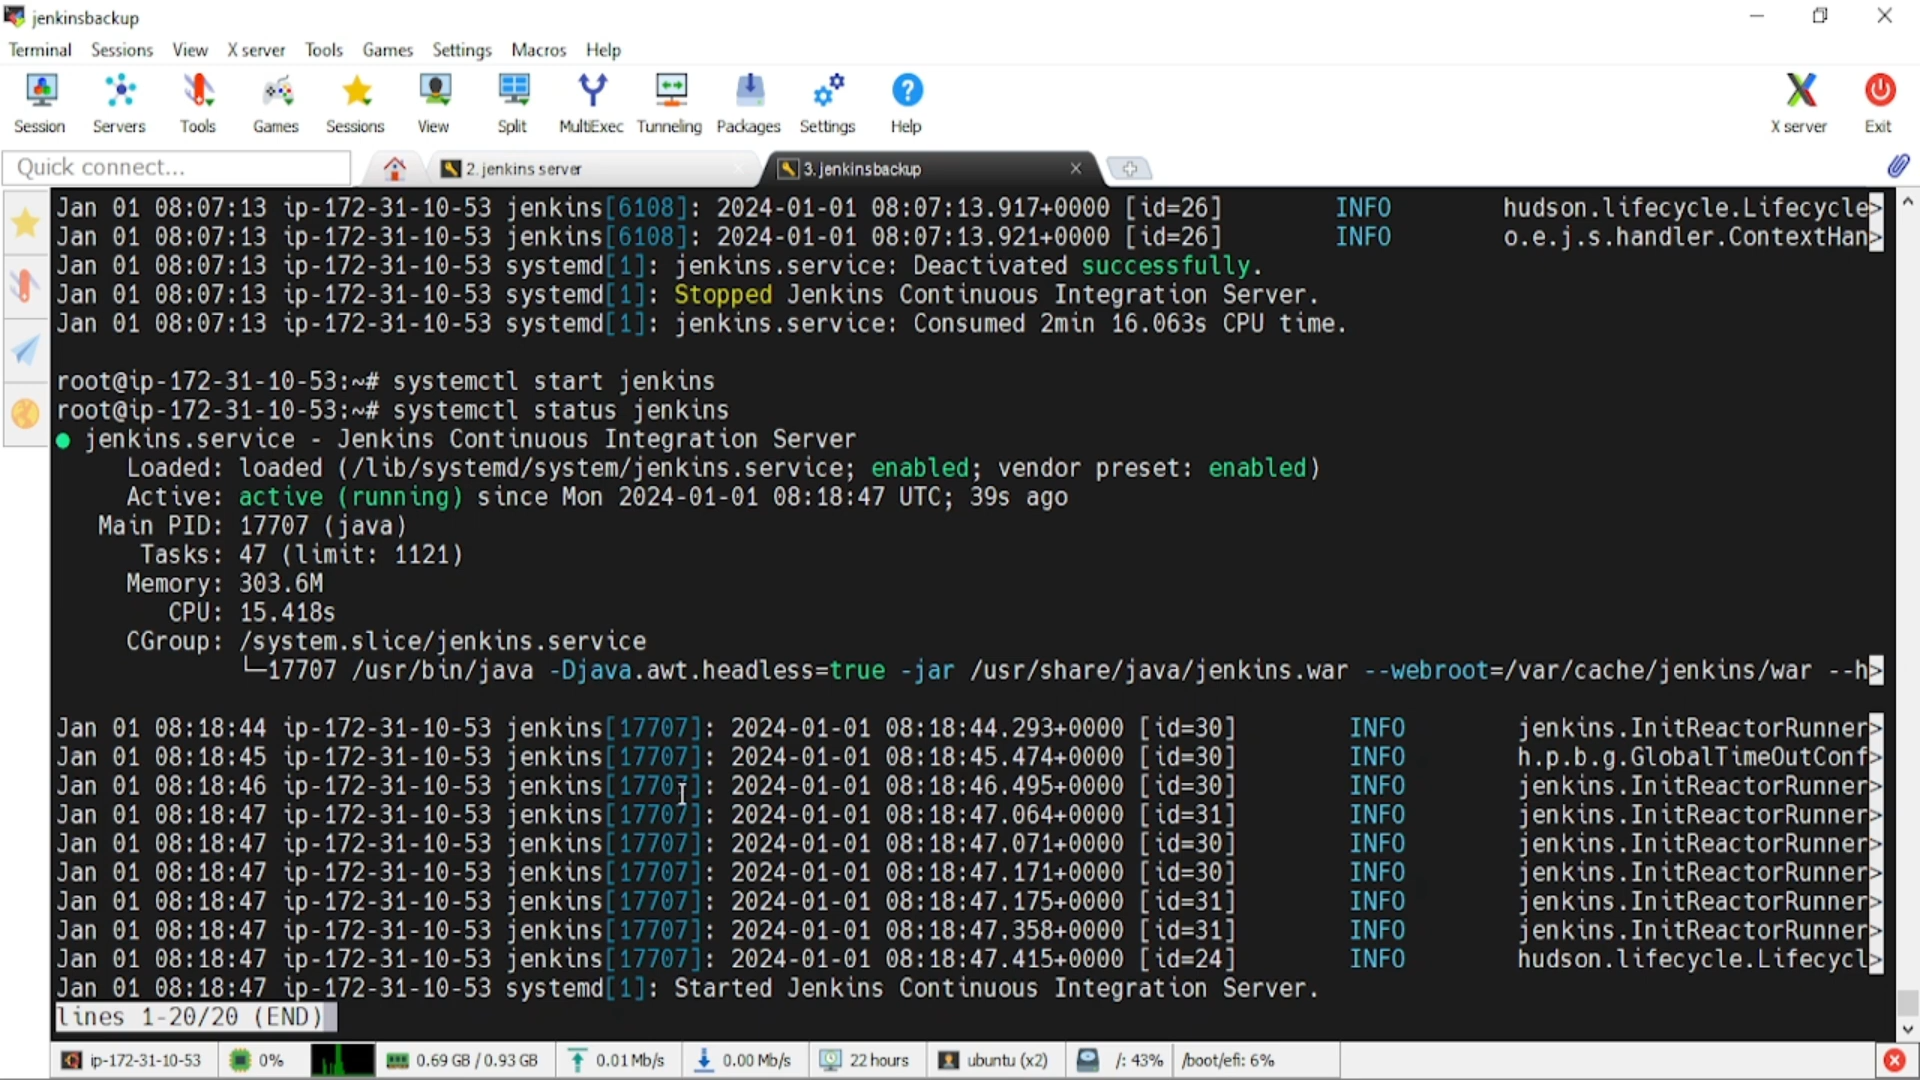 jenkinsbackup
Terminal Sessions View X server Tools Games Settings Macros Help
Session Servers Tools Games Sessions View Split MultiExec Tunneling Packages Settings Help X server Exit
Quick connect... 2. jenkins server 3. jenkinsbackup
Jan 01 08:07:13 ip-172-31-10-53 jenkins[6108]: 2024-01-01 08:07:13.917+0000 [id=26] INFO hudson.lifecycle.Lifecycle>
Jan 01 08:07:13 ip-172-31-10-53 jenkins[6108]: 2024-01-01 08:07:13.921+0000 [id=26] INFO o.e.j.s.handler.ContextHan>
Jan 01 08:07:13 ip-172-31-10-53 systemd[1]: jenkins.service: Deactivated successfully.
Jan 01 08:07:13 ip-172-31-10-53 systemd[1]: Stopped Jenkins Continuous Integration Server.
Jan 01 08:07:13 ip-172-31-10-53 systemd[1]: jenkins.service: Consumed 2min 16.063s CPU time.
root@ip-172-31-10-53:~# systemctl start jenkins
root@ip-172-31-10-53:~# systemctl status jenkins
● jenkins.service - Jenkins Continuous Integration Server
Loaded: loaded (/lib/systemd/system/jenkins.service; enabled; vendor preset: enabled)
Active: active (running) since Mon 2024-01-01 08:18:47 UTC; 39s ago
Main PID: 17707 (java)
Tasks: 47 (limit: 1121)
Memory: 303.6M
CPU: 15.418s
CGroup: /system.slice/jenkins.service
└─17707 /usr/bin/java -Djava.awt.headless=true -jar /usr/share/java/jenkins.war --webroot=/var/cache/jenkins/war --h>
Jan 01 08:18:44 ip-172-31-10-53 jenkins[17707]: 2024-01-01 08:18:44.293+0000 [id=30] INFO jenkins.InitReactorRunner>
Jan 01 08:18:45 ip-172-31-10-53 jenkins[17707]: 2024-01-01 08:18:45.474+0000 [id=30] INFO h.p.b.g.GlobalTimeOutConf>
Jan 01 08:18:46 ip-172-31-10-53 jenkins[17707]: 2024-01-01 08:18:46.495+0000 [id=30] INFO jenkins.InitReactorRunner>
Jan 01 08:18:47 ip-172-31-10-53 jenkins[17707]: 2024-01-01 08:18:47.064+0000 [id=31] INFO jenkins.InitReactorRunner>
Jan 01 08:18:47 ip-172-31-10-53 jenkins[17707]: 2024-01-01 08:18:47.071+0000 [id=30] INFO jenkins.InitReactorRunner>
Jan 01 08:18:47 ip-172-31-10-53 jenkins[17707]: 2024-01-01 08:18:47.171+0000 [id=30] INFO jenkins.InitReactorRunner>
Jan 01 08:18:47 ip-172-31-10-53 jenkins[17707]: 2024-01-01 08:18:47.175+0000 [id=31] INFO jenkins.InitReactorRunner>
Jan 01 08:18:47 ip-172-31-10-53 jenkins[17707]: 2024-01-01 08:18:47.358+0000 [id=31] INFO jenkins.InitReactorRunner>
Jan 01 08:18:47 ip-172-31-10-53 jenkins[17707]: 2024-01-01 08:18:47.415+0000 [id=24] INFO hudson.lifecycle.Lifecycl>
Jan 01 08:18:47 ip-172-31-10-53 systemd[1]: Started Jenkins Continuous Integration Server.
lines 1-20/20 (END)
ip-172-31-10-53 0% 0.69 GB / 0.93 GB 0.01 Mb/s 0.00 Mb/s 22 hours ubuntu (x2) /: 43% /boot/efi: 6%